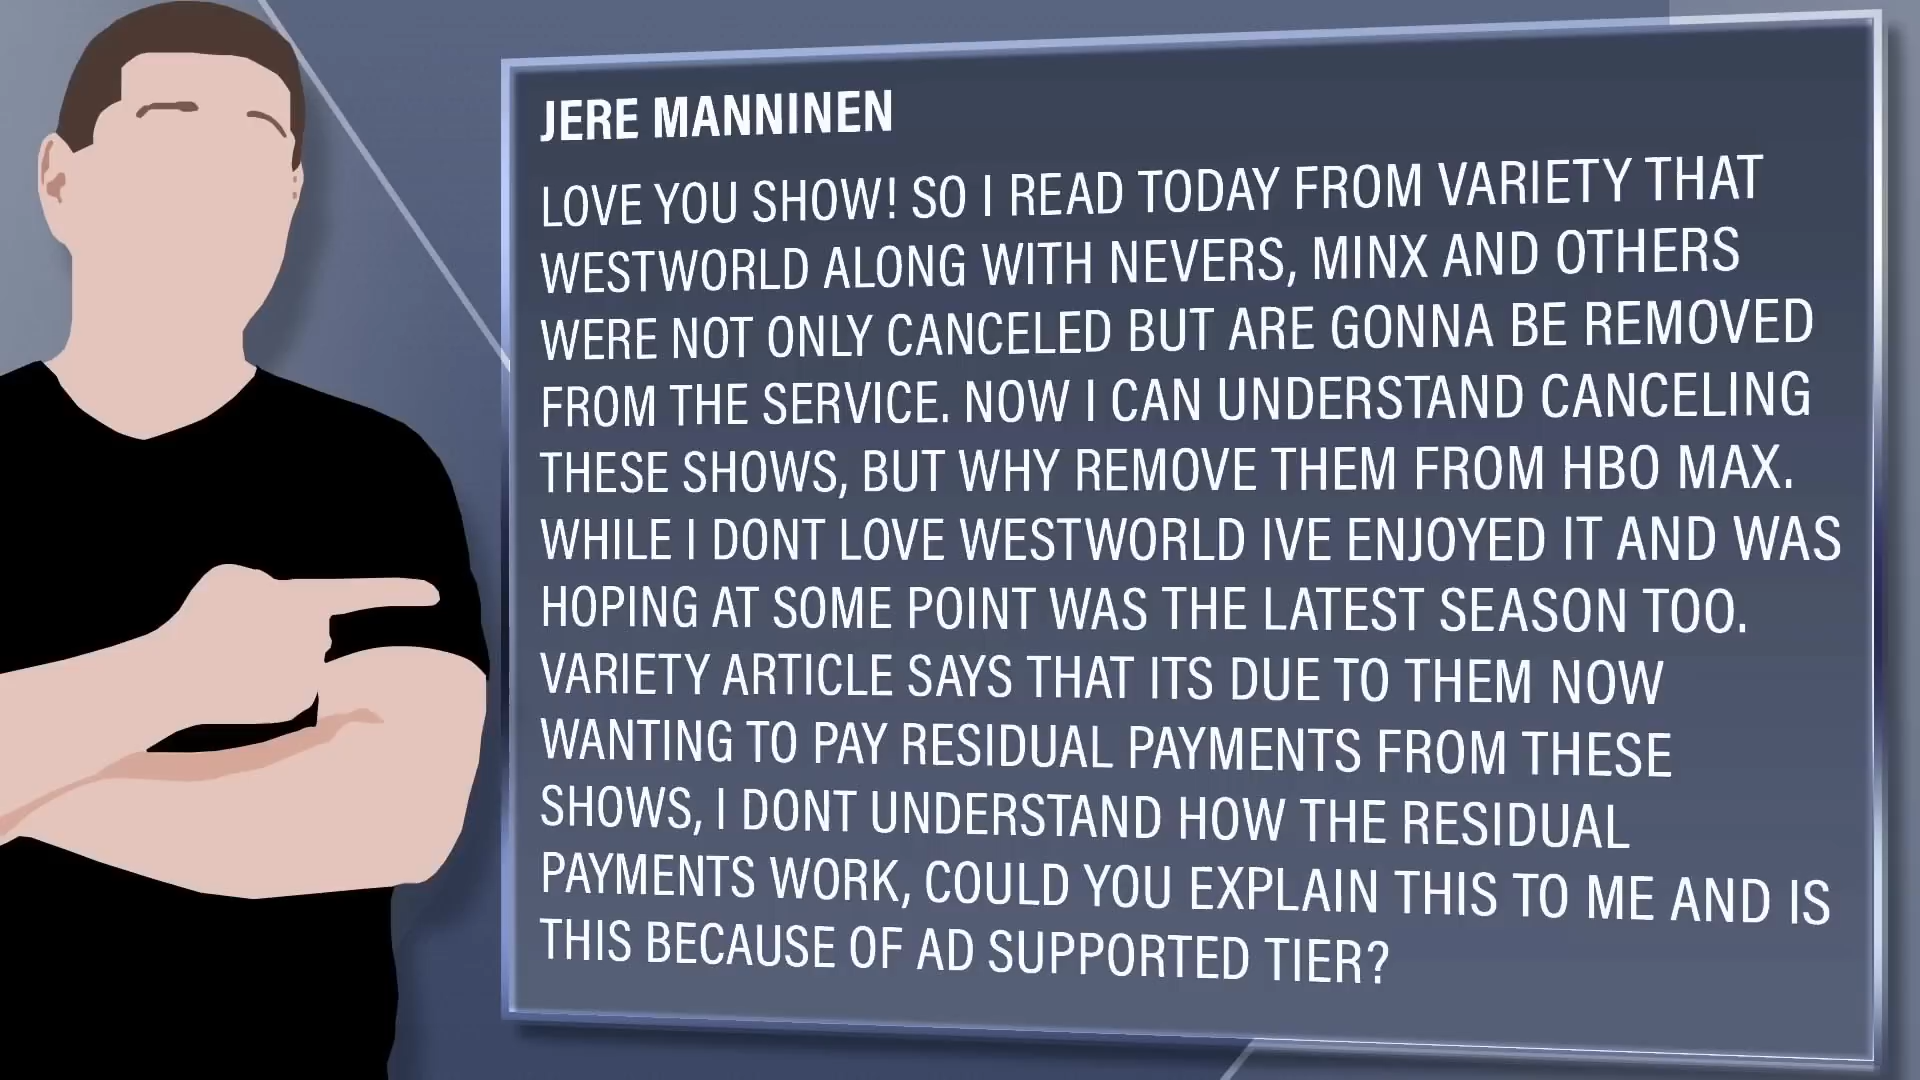 JERE MANNINEN
LOVE YOU SHOW! SO I READ TODAY FROM VARIETY THAT
WESTWORLD ALONG WITH NEVERS, MINX AND OTHERS
WERE NOT ONLY CANCELED BUT ARE GONNA BE REMOVED
FROM THE SERVICE. NOW I CAN UNDERSTAND CANCELING
THESE SHOWS, BUT WHY REMOVE THEM FROM HBO MAX.
WHILE I DONT LOVE WESTWORLD IVE ENJOYED IT AND WAS
HOPING AT SOME POINT WAS THE LATEST SEASON TOO.
VARIETY ARTICLE SAYS THAT ITS DUE TO THEM NOW
WANTING TO PAY RESIDUAL PAYMENTS FROM THESE
SHOWS, I DONT UNDERSTAND HOW THE RESIDUAL
PAYMENTS WORK, COULD YOU EXPLAIN THIS TO ME AND IS
THIS BECAUSE OF AD SUPPORTED TIER?